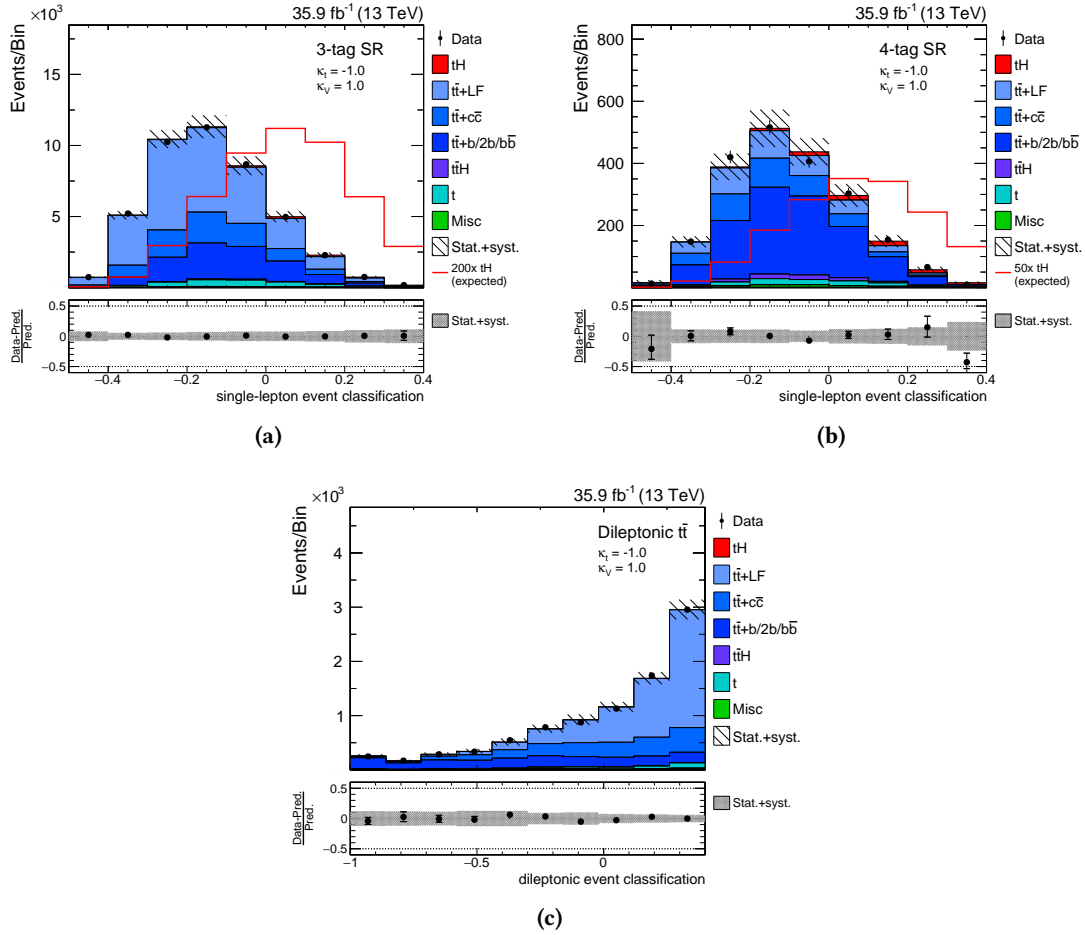 ×10³ 35.9 fb⁻¹ (13 TeV)
Events/Bin
15
10
5
3-tag SR
κt = -1.0
κV = 1.0
Data
tH
tt̄+LF
tt̄+cc̄
tt̄+b/2b/bb̄
tt̄H
t
Misc
Stat.+syst.
200x tH
(expected)
Data-Pred.
Pred.
0.5
0
−0.5
Stat.+syst.
−0.4 −0.2 0 0.2 0.4
single-lepton event classification
(a)
35.9 fb⁻¹ (13 TeV)
Events/Bin
800
600
400
200
4-tag SR
κt = -1.0
κV = 1.0
Data
tH
tt̄+LF
tt̄+cc̄
tt̄+b/2b/bb̄
tt̄H
t
Misc
Stat.+syst.
50x tH
(expected)
Data-Pred.
Pred.
0.5
0
−0.5
Stat.+syst.
−0.4 −0.2 0 0.2 0.4
single-lepton event classification
(b)
×10³ 35.9 fb⁻¹ (13 TeV)
Events/Bin
4
3
2
1
Dileptonic tt̄
κt = -1.0
κV = 1.0
Data
tH
tt̄+LF
tt̄+cc̄
tt̄+b/2b/bb̄
tt̄H
t
Misc
Stat.+syst.
Data-Pred.
Pred.
0.5
0
−0.5
Stat.+syst.
−1 −0.5 0
dileptonic event classification
(c)